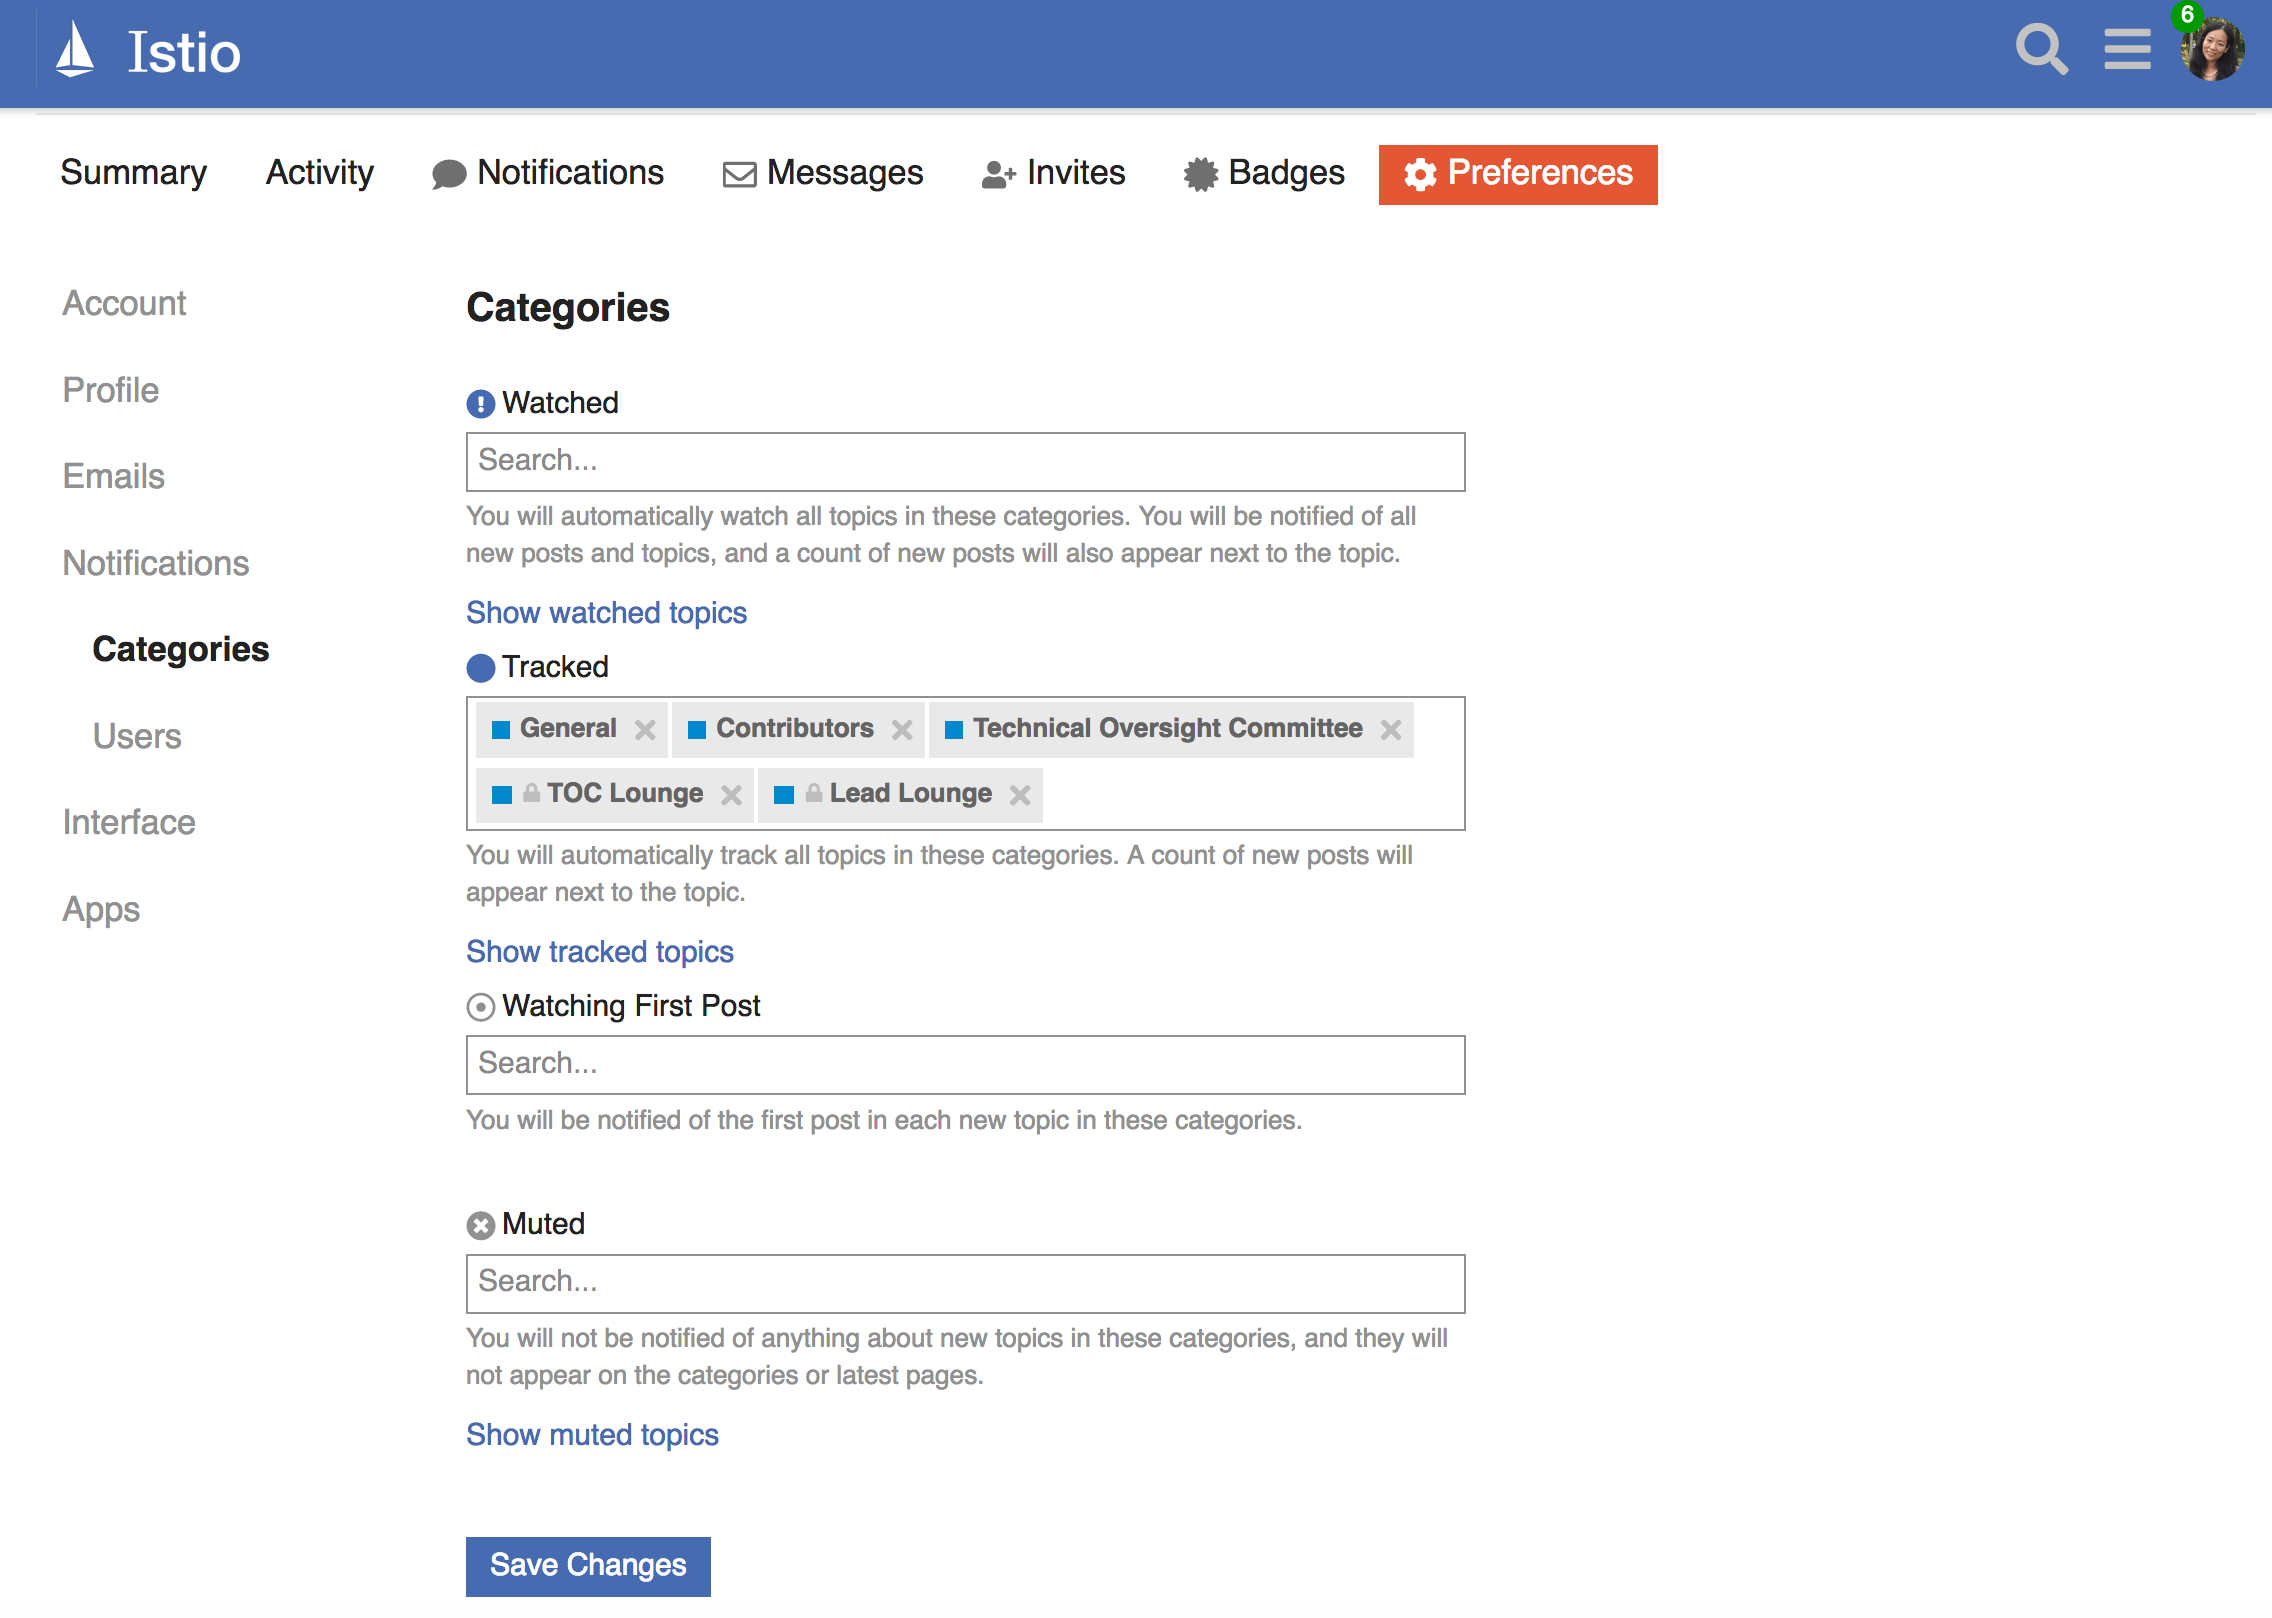 Istio
6
Summary Activity Notifications Messages Invites Badges Preferences
Account
Profile
Emails
Notifications
Categories
Users
Interface
Apps
Categories
Watched
Search...
You will automatically watch all topics in these categories. You will be notified of all
new posts and topics, and a count of new posts will also appear next to the topic.
Show watched topics
Tracked
General Contributors Technical Oversight Committee
TOC Lounge Lead Lounge
You will automatically track all topics in these categories. A count of new posts will
appear next to the topic.
Show tracked topics
Watching First Post
Search...
You will be notified of the first post in each new topic in these categories.
Muted
Search...
You will not be notified of anything about new topics in these categories, and they will
not appear on the categories or latest pages.
Show muted topics
Save Changes